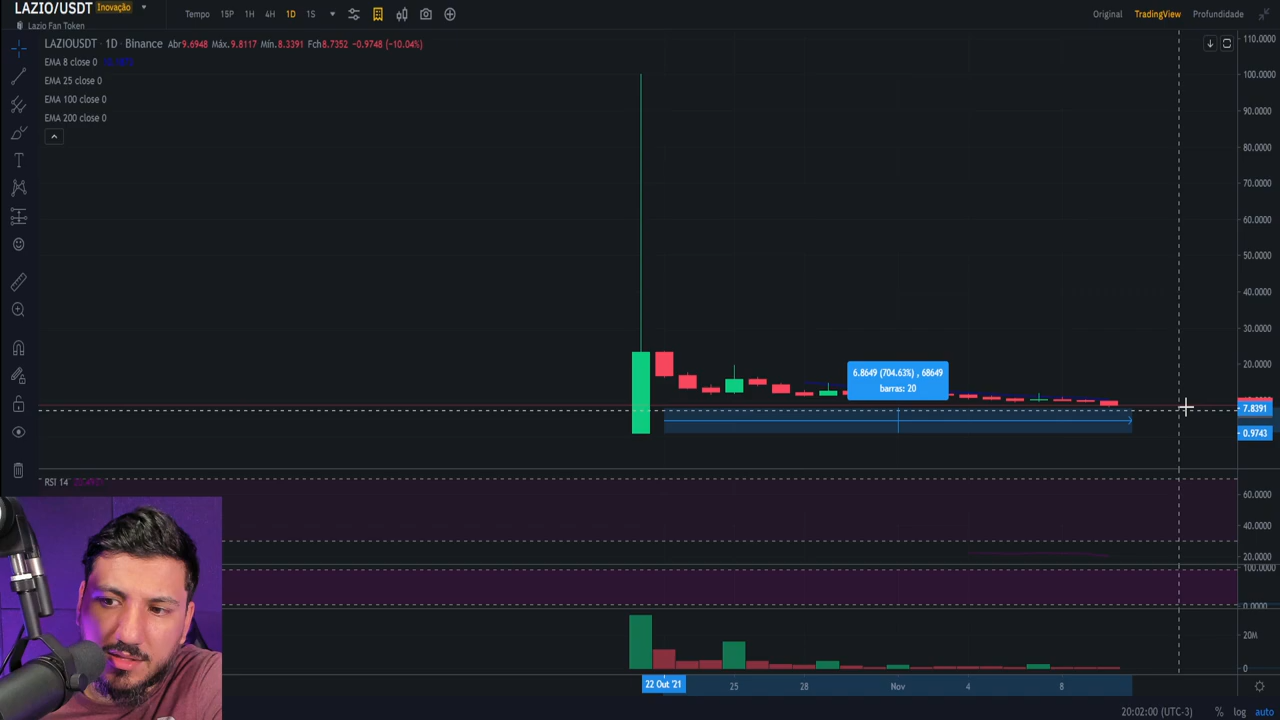 LAZIO/USDT Inovação
Lazio Fan Token
Tempo 15P 1H 4H 1D 1S
Original TradingView Profundidade
LAZIOUSDT · 1D · Binance Abr9.6948 Máx.9.8117 Mín.8.3391 Fch8.7352 −0.9748 (−10.04%)
EMA 8 close 0
EMA 25 close 0
EMA 100 close 0
EMA 200 close 0
110.0000
100.0000
90.0000
80.0000
70.0000
60.0000
50.0000
40.0000
30.0000
20.0000
6.8649 (704.63%) , 68649
barras: 20
7.8391
0.9743
RSI 14
60.0000
40.0000
20.0000
100.0000
0.0000
20M
0
22 Out '21 25 28 Nov 4 8
20:02:00 (UTC-3) % log auto